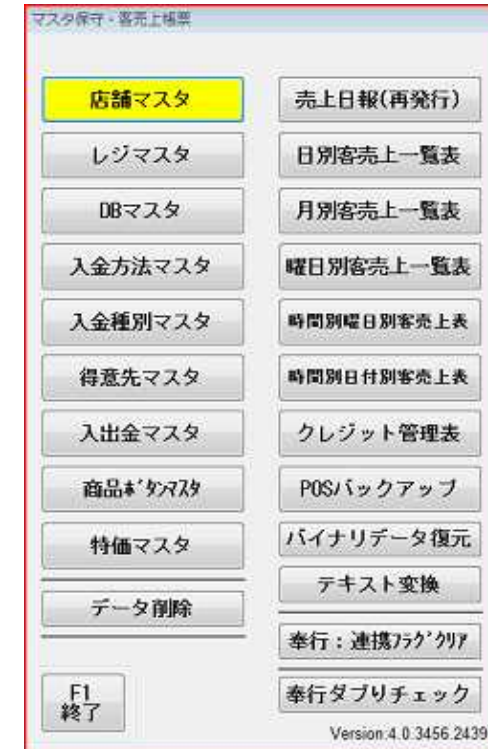 マスタ保守・客売上帳票
店舗マスタ
レジマスタ
DBマスタ
入金方法マスタ
入金種別マスタ
得意先マスタ
入出金マスタ
商品ﾎﾞﾀﾝﾏｽﾀ
特価マスタ
データ削除
F1
終了
売上日報(再発行)
日別客売上一覧表
月別客売上一覧表
曜日別客売上一覧表
時間別曜日別客売上表
時間別日付別客売上表
クレジット管理表
POSバックアップ
バイナリデータ復元
テキスト変換
奉行：連携ﾌﾗｸﾞｸﾘｱ
奉行ダブりチェック
Version:4.0.3456.2439